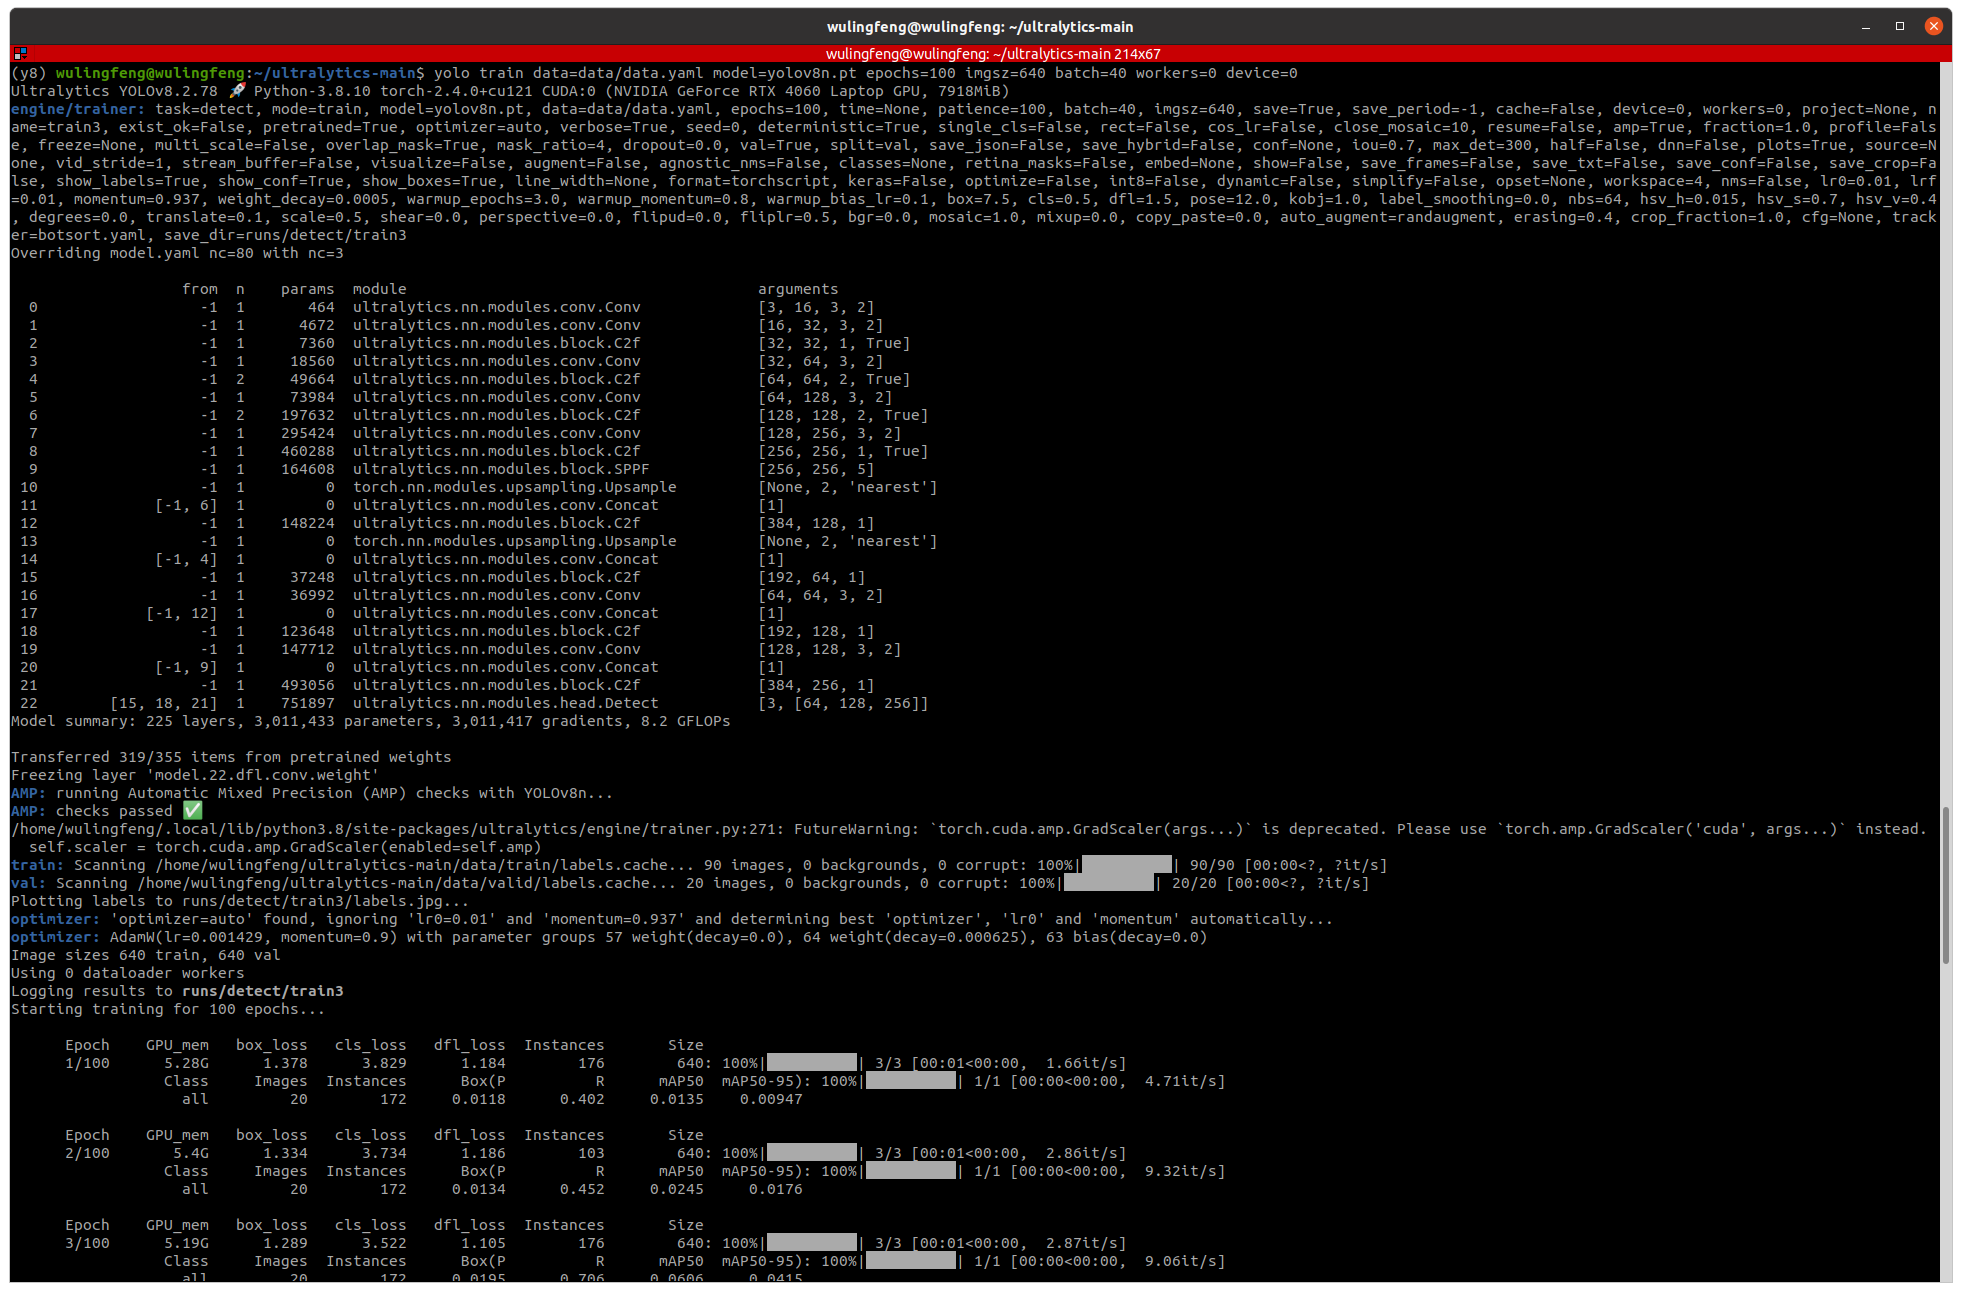 wulingfeng@wulingfeng: ~/ultralytics-main
wulingfeng@wulingfeng: ~/ultralytics-main 214x67
(y8) wulingfeng@wulingfeng:~/ultralytics-main$ yolo train data=data/data.yaml model=yolov8n.pt epochs=100 imgsz=640 batch=40 workers=0 device=0
Ultralytics YOLOv8.2.78 🚀 Python-3.8.10 torch-2.4.0+cu121 CUDA:0 (NVIDIA GeForce RTX 4060 Laptop GPU, 7918MiB)
engine/trainer: task=detect, mode=train, model=yolov8n.pt, data=data/data.yaml, epochs=100, time=None, patience=100, batch=40, imgsz=640, save=True, save_period=-1, cache=False, device=0, workers=0, project=None, n
ame=train3, exist_ok=False, pretrained=True, optimizer=auto, verbose=True, seed=0, deterministic=True, single_cls=False, rect=False, cos_lr=False, close_mosaic=10, resume=False, amp=True, fraction=1.0, profile=Fals
e, freeze=None, multi_scale=False, overlap_mask=True, mask_ratio=4, dropout=0.0, val=True, split=val, save_json=False, save_hybrid=False, conf=None, iou=0.7, max_det=300, half=False, dnn=False, plots=True, source=N
one, vid_stride=1, stream_buffer=False, visualize=False, augment=False, agnostic_nms=False, classes=None, retina_masks=False, embed=None, show=False, save_frames=False, save_txt=False, save_conf=False, save_crop=Fa
lse, show_labels=True, show_conf=True, show_boxes=True, line_width=None, format=torchscript, keras=False, optimize=False, int8=False, dynamic=False, simplify=False, opset=None, workspace=4, nms=False, lr0=0.01, lrf
=0.01, momentum=0.937, weight_decay=0.0005, warmup_epochs=3.0, warmup_momentum=0.8, warmup_bias_lr=0.1, box=7.5, cls=0.5, dfl=1.5, pose=12.0, kobj=1.0, label_smoothing=0.0, nbs=64, hsv_h=0.015, hsv_s=0.7, hsv_v=0.4
, degrees=0.0, translate=0.1, scale=0.5, shear=0.0, perspective=0.0, flipud=0.0, fliplr=0.5, bgr=0.0, mosaic=1.0, mixup=0.0, copy_paste=0.0, auto_augment=randaugment, erasing=0.4, crop_fraction=1.0, cfg=None, track
er=botsort.yaml, save_dir=runs/detect/train3
Overriding model.yaml nc=80 with nc=3
from n params module arguments
0 -1 1 464 ultralytics.nn.modules.conv.Conv [3, 16, 3, 2]
1 -1 1 4672 ultralytics.nn.modules.conv.Conv [16, 32, 3, 2]
2 -1 1 7360 ultralytics.nn.modules.block.C2f [32, 32, 1, True]
3 -1 1 18560 ultralytics.nn.modules.conv.Conv [32, 64, 3, 2]
4 -1 2 49664 ultralytics.nn.modules.block.C2f [64, 64, 2, True]
5 -1 1 73984 ultralytics.nn.modules.conv.Conv [64, 128, 3, 2]
6 -1 2 197632 ultralytics.nn.modules.block.C2f [128, 128, 2, True]
7 -1 1 295424 ultralytics.nn.modules.conv.Conv [128, 256, 3, 2]
8 -1 1 460288 ultralytics.nn.modules.block.C2f [256, 256, 1, True]
9 -1 1 164608 ultralytics.nn.modules.block.SPPF [256, 256, 5]
10 -1 1 0 torch.nn.modules.upsampling.Upsample [None, 2, 'nearest']
11 [-1, 6] 1 0 ultralytics.nn.modules.conv.Concat [1]
12 -1 1 148224 ultralytics.nn.modules.block.C2f [384, 128, 1]
13 -1 1 0 torch.nn.modules.upsampling.Upsample [None, 2, 'nearest']
14 [-1, 4] 1 0 ultralytics.nn.modules.conv.Concat [1]
15 -1 1 37248 ultralytics.nn.modules.block.C2f [192, 64, 1]
16 -1 1 36992 ultralytics.nn.modules.conv.Conv [64, 64, 3, 2]
17 [-1, 12] 1 0 ultralytics.nn.modules.conv.Concat [1]
18 -1 1 123648 ultralytics.nn.modules.block.C2f [192, 128, 1]
19 -1 1 147712 ultralytics.nn.modules.conv.Conv [128, 128, 3, 2]
20 [-1, 9] 1 0 ultralytics.nn.modules.conv.Concat [1]
21 -1 1 493056 ultralytics.nn.modules.block.C2f [384, 256, 1]
22 [15, 18, 21] 1 751897 ultralytics.nn.modules.head.Detect [3, [64, 128, 256]]
Model summary: 225 layers, 3,011,433 parameters, 3,011,417 gradients, 8.2 GFLOPs
Transferred 319/355 items from pretrained weights
Freezing layer 'model.22.dfl.conv.weight'
AMP: running Automatic Mixed Precision (AMP) checks with YOLOv8n...
AMP: checks passed ✅
/home/wulingfeng/.local/lib/python3.8/site-packages/ultralytics/engine/trainer.py:271: FutureWarning: `torch.cuda.amp.GradScaler(args...)` is deprecated. Please use `torch.amp.GradScaler('cuda', args...)` instead.
self.scaler = torch.cuda.amp.GradScaler(enabled=self.amp)
train: Scanning /home/wulingfeng/ultralytics-main/data/train/labels.cache... 90 images, 0 backgrounds, 0 corrupt: 100%|██████████| 90/90 [00:00<?, ?it/s]
val: Scanning /home/wulingfeng/ultralytics-main/data/valid/labels.cache... 20 images, 0 backgrounds, 0 corrupt: 100%|██████████| 20/20 [00:00<?, ?it/s]
Plotting labels to runs/detect/train3/labels.jpg...
optimizer: 'optimizer=auto' found, ignoring 'lr0=0.01' and 'momentum=0.937' and determining best 'optimizer', 'lr0' and 'momentum' automatically...
optimizer: AdamW(lr=0.001429, momentum=0.9) with parameter groups 57 weight(decay=0.0), 64 weight(decay=0.000625), 63 bias(decay=0.0)
Image sizes 640 train, 640 val
Using 0 dataloader workers
Logging results to runs/detect/train3
Starting training for 100 epochs...
Epoch GPU_mem box_loss cls_loss dfl_loss Instances Size
1/100 5.28G 1.378 3.829 1.184 176 640: 100%|██████████| 3/3 [00:01<00:00, 1.66it/s]
Class Images Instances Box(P R mAP50 mAP50-95): 100%|██████████| 1/1 [00:00<00:00, 4.71it/s]
all 20 172 0.0118 0.402 0.0135 0.00947
Epoch GPU_mem box_loss cls_loss dfl_loss Instances Size
2/100 5.4G 1.334 3.734 1.186 103 640: 100%|██████████| 3/3 [00:01<00:00, 2.86it/s]
Class Images Instances Box(P R mAP50 mAP50-95): 100%|██████████| 1/1 [00:00<00:00, 9.32it/s]
all 20 172 0.0134 0.452 0.0245 0.0176
Epoch GPU_mem box_loss cls_loss dfl_loss Instances Size
3/100 5.19G 1.289 3.522 1.105 176 640: 100%|██████████| 3/3 [00:01<00:00, 2.87it/s]
Class Images Instances Box(P R mAP50 mAP50-95): 100%|██████████| 1/1 [00:00<00:00, 9.06it/s]
all 20 172 0.0195 0.706 0.0606 0.0415